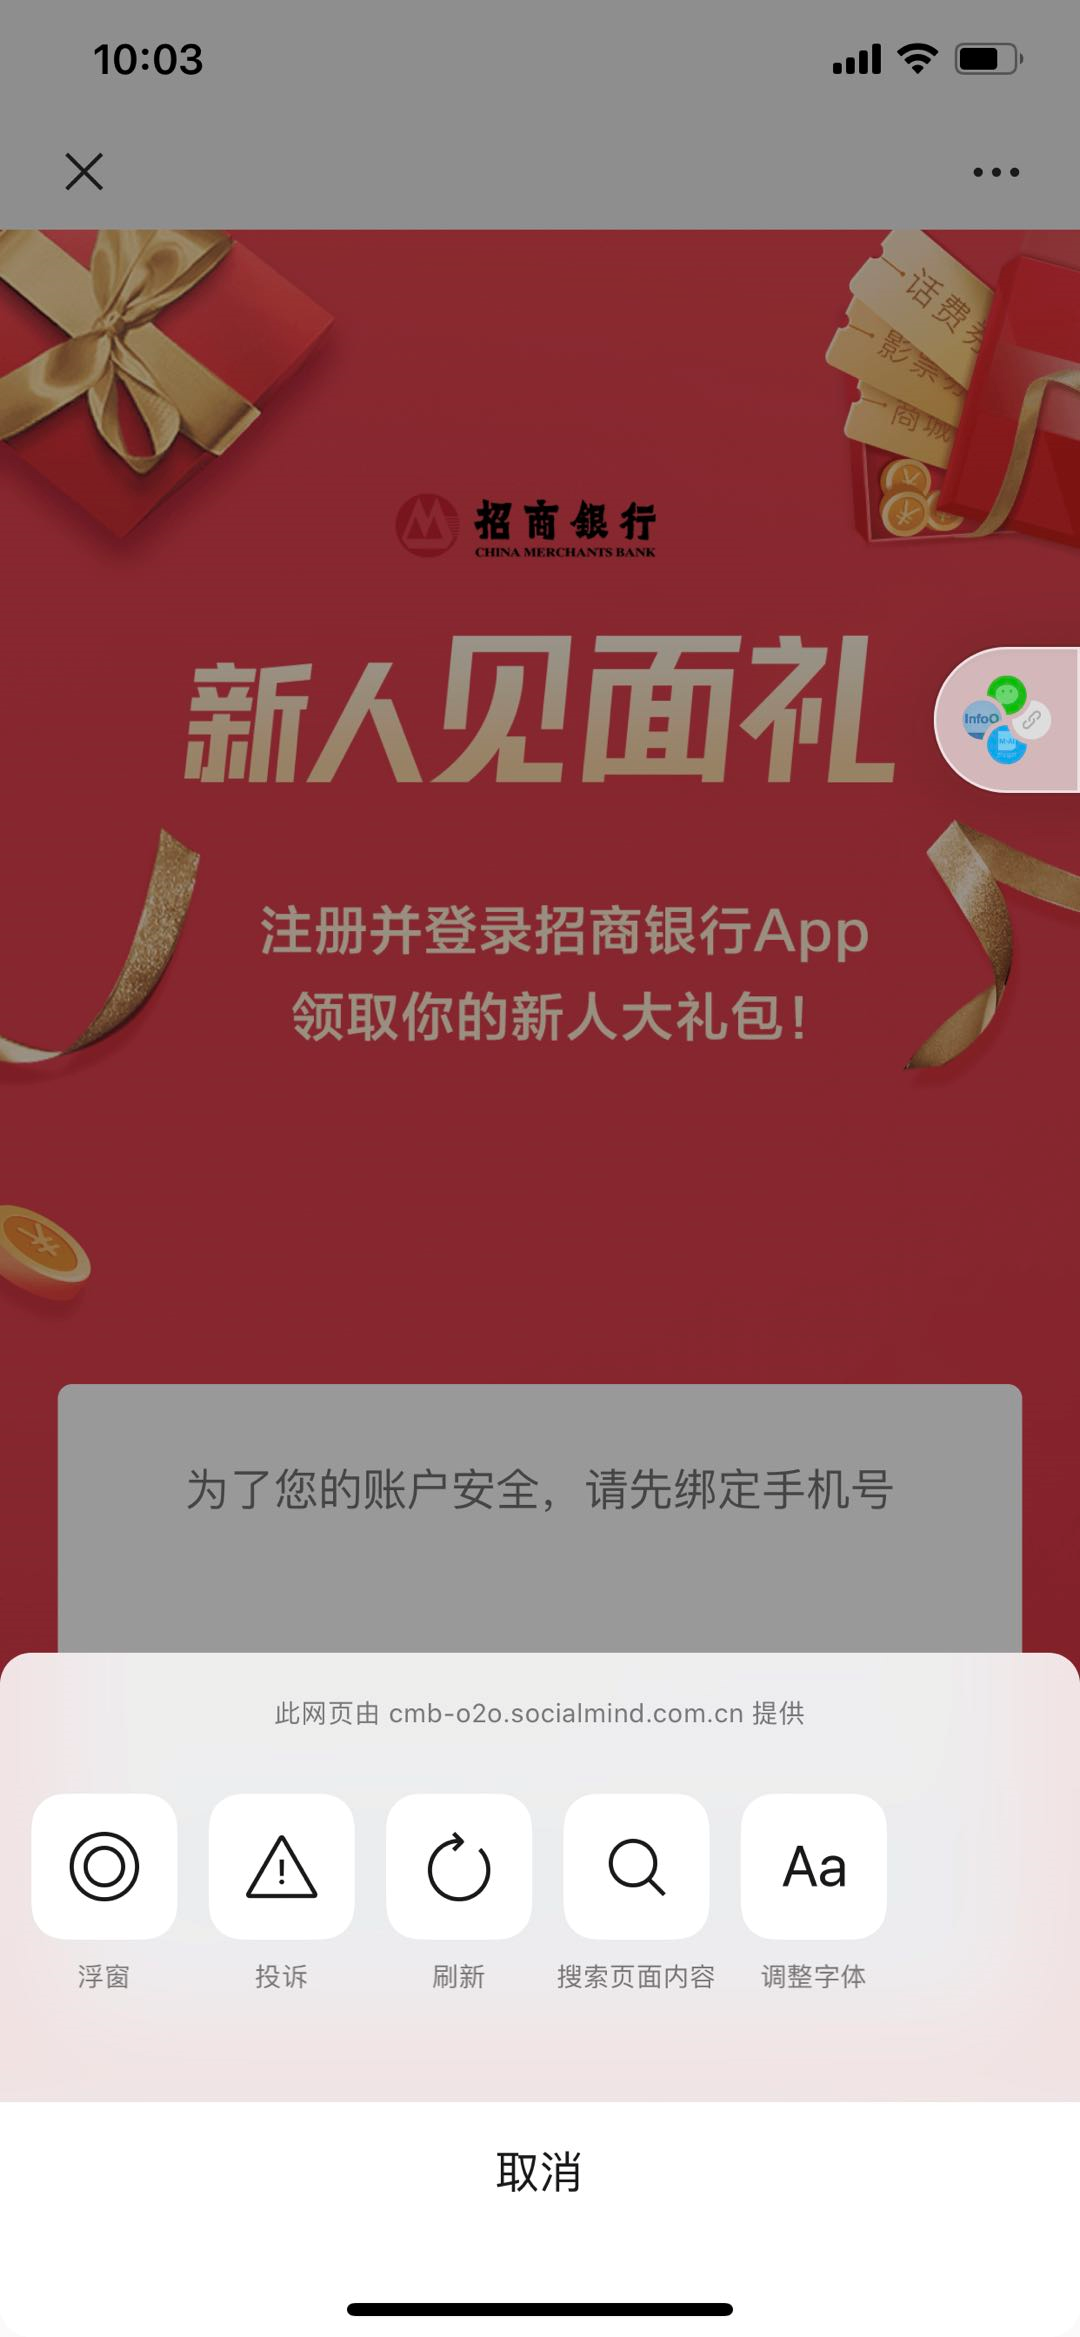 10:03
话费券
影票券
商城
招商银行
CHINA MERCHANTS BANK
新人见面礼
InfoQ
注册并登录招商银行App
领取你的新人大礼包！
为了您的账户安全，请先绑定手机号
此网页由 cmb-o2o.socialmind.com.cn 提供
Aa
浮窗 投诉 刷新 搜索页面内容 调整字体
取消